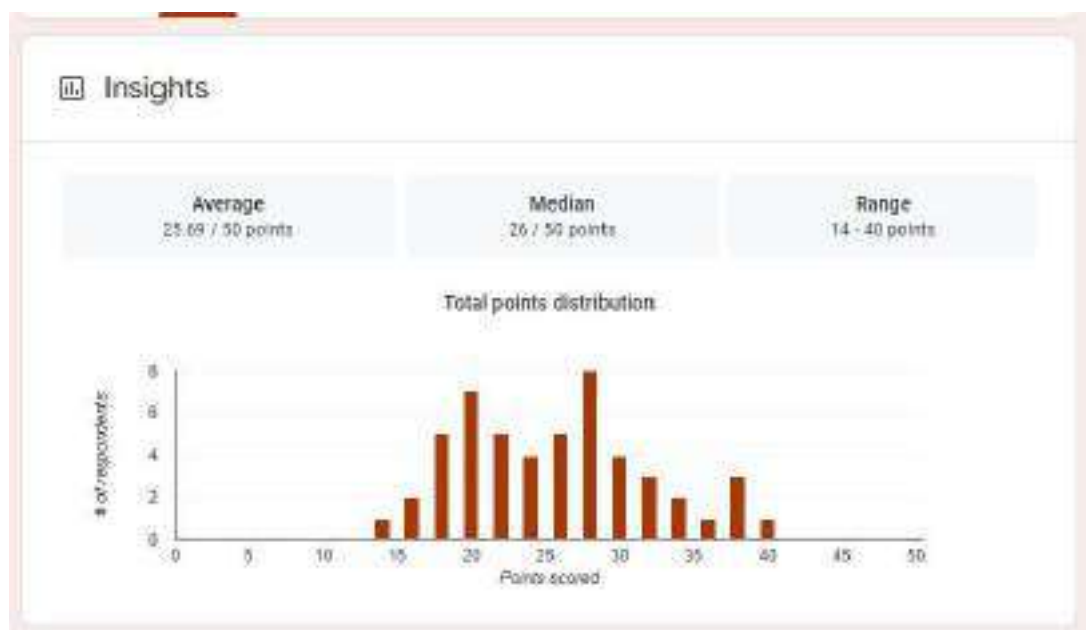 Insights
Average
25.69 / 50 points
Median
26 / 50 points
Range
14 - 40 points
Total points distribution
# of respondents
8
6
4
2
0
0 5 10 15 20 25 30 35 40 45 50
Points scored